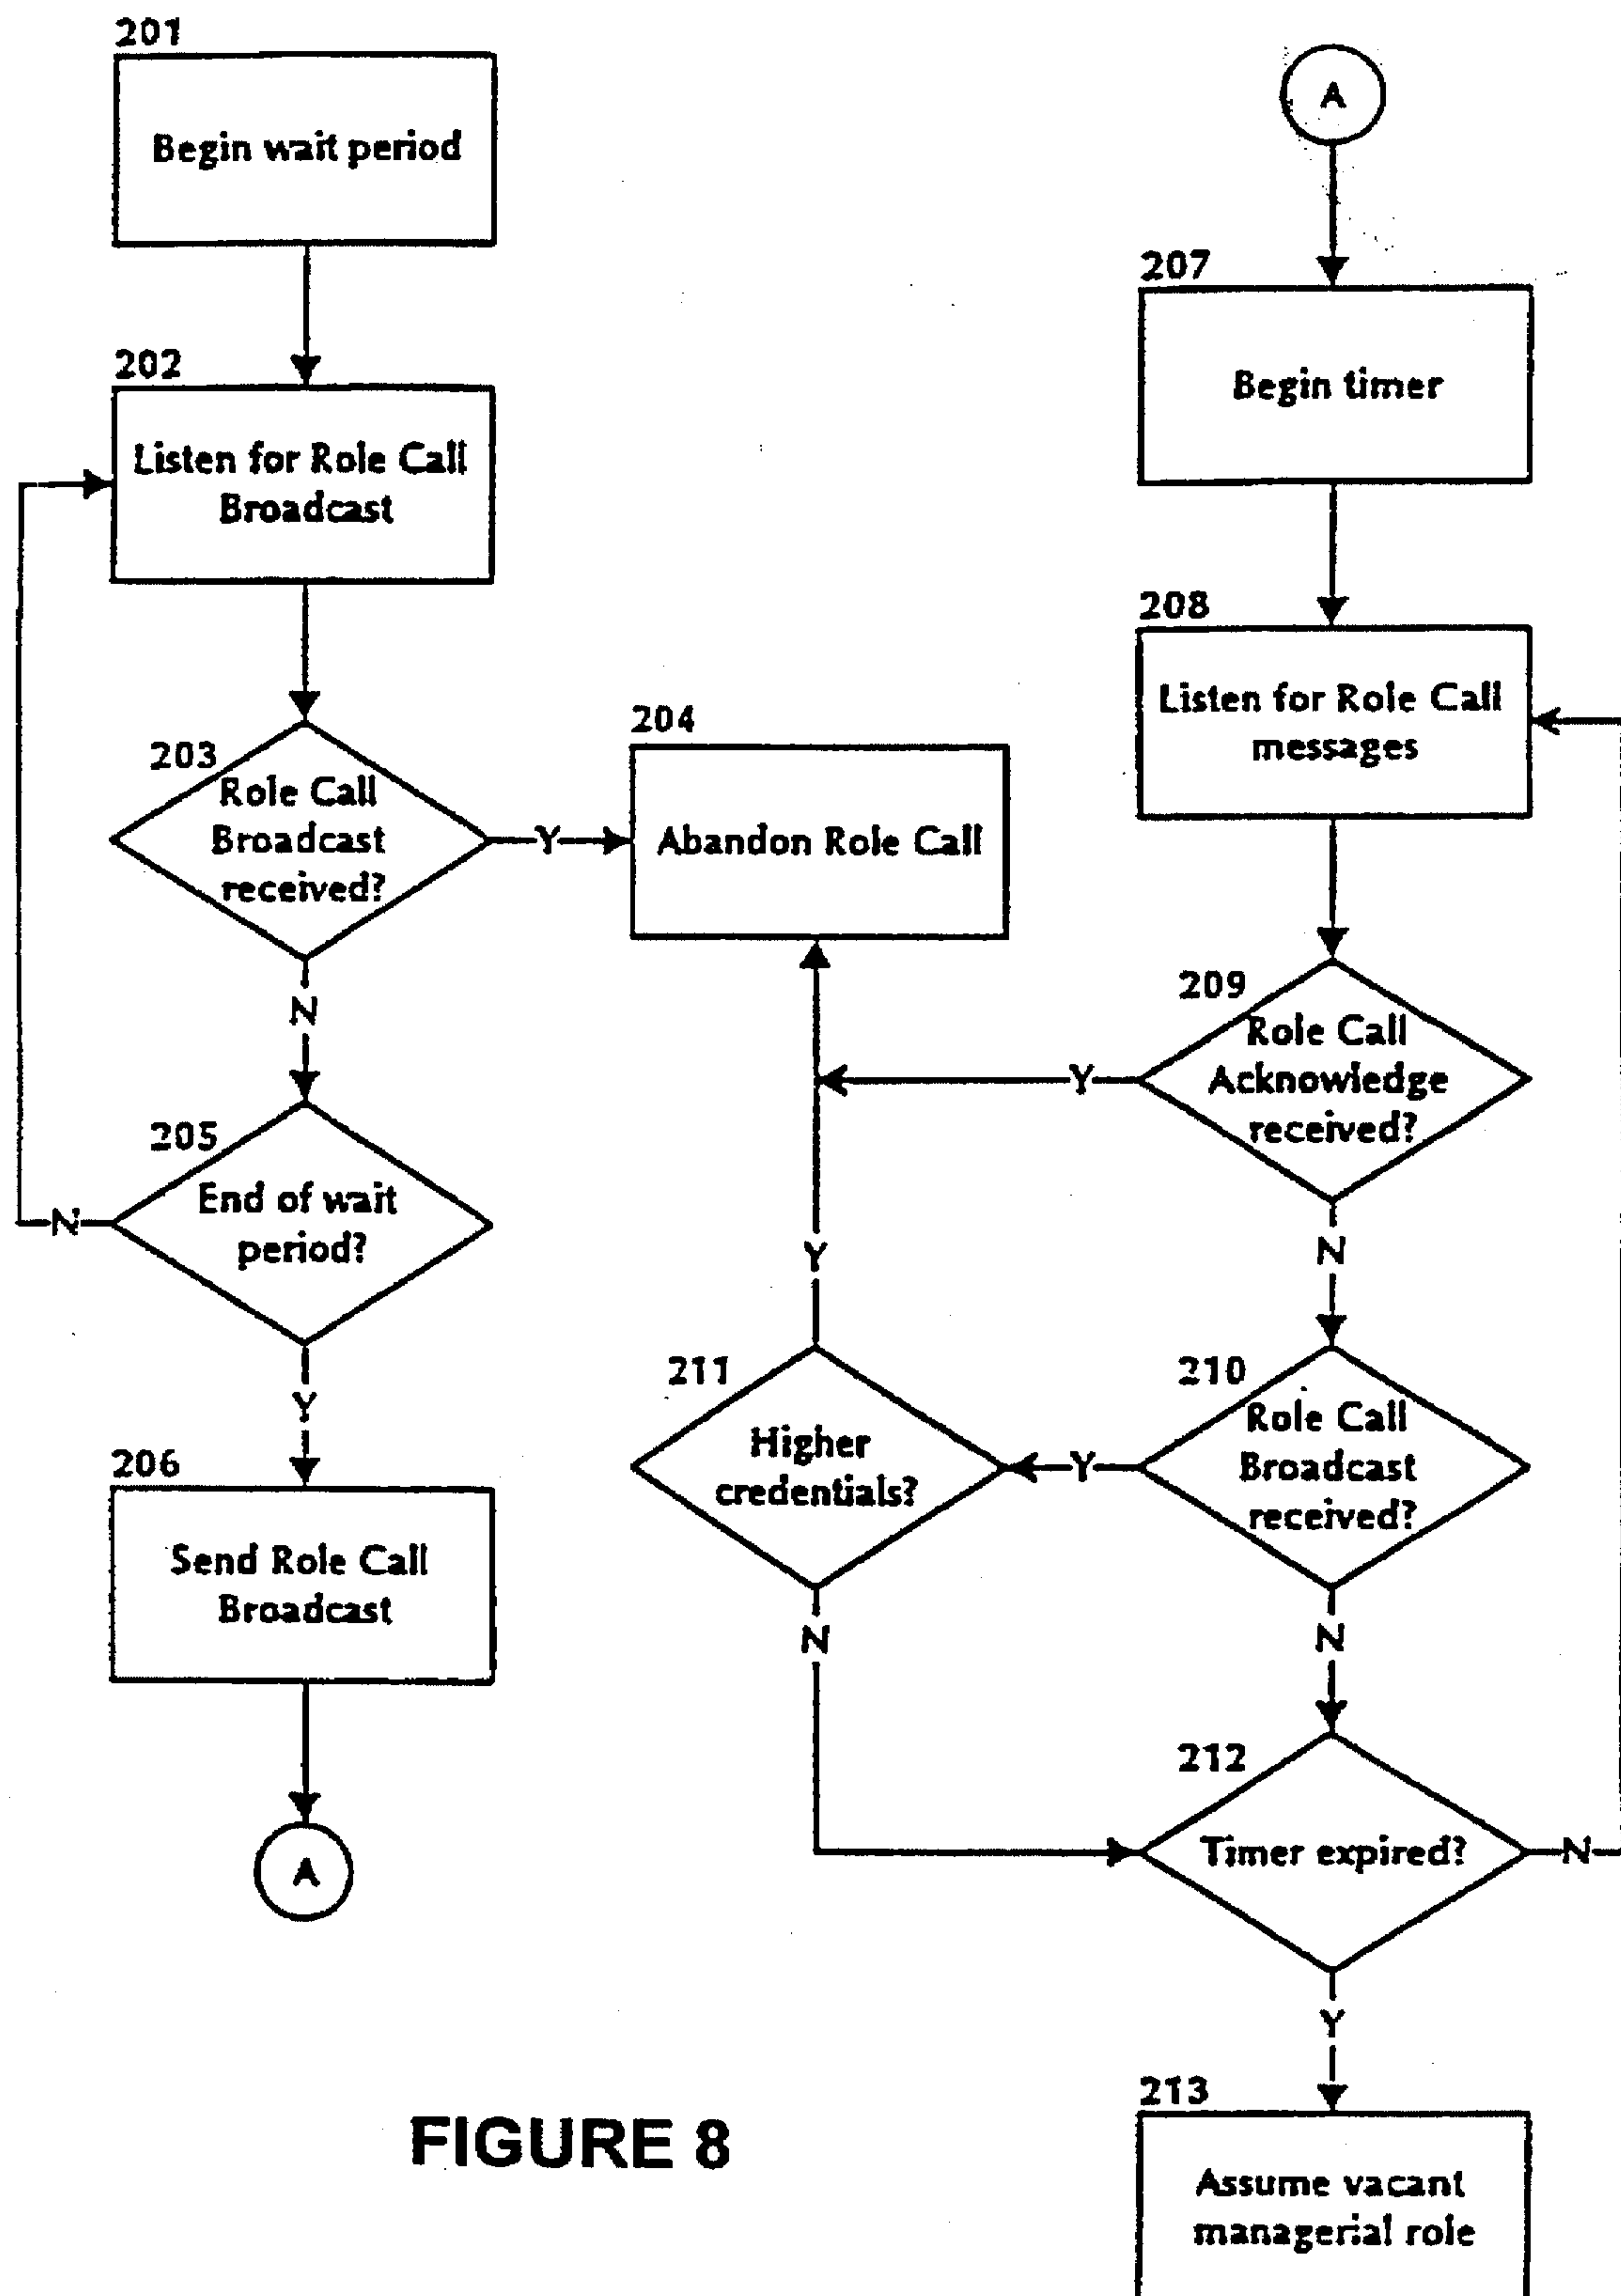 201
Begin wait period
202
Listen for Role Call
Broadcast
203
Role Call
Broadcast
received?
Y
204
Abandon Role Call
N
205
End of wait
period?
N
Y
206
Send Role Call
Broadcast
A
A
207
Begin timer
208
Listen for Role Call
messages
209
Role Call
Acknowledge
received?
Y
N
210
Role Call
Broadcast
received?
Y
211
Higher
credentials?
Y
N
N
212
Timer expired?
N
Y
213
Assume vacant
managerial role
FIGURE 8